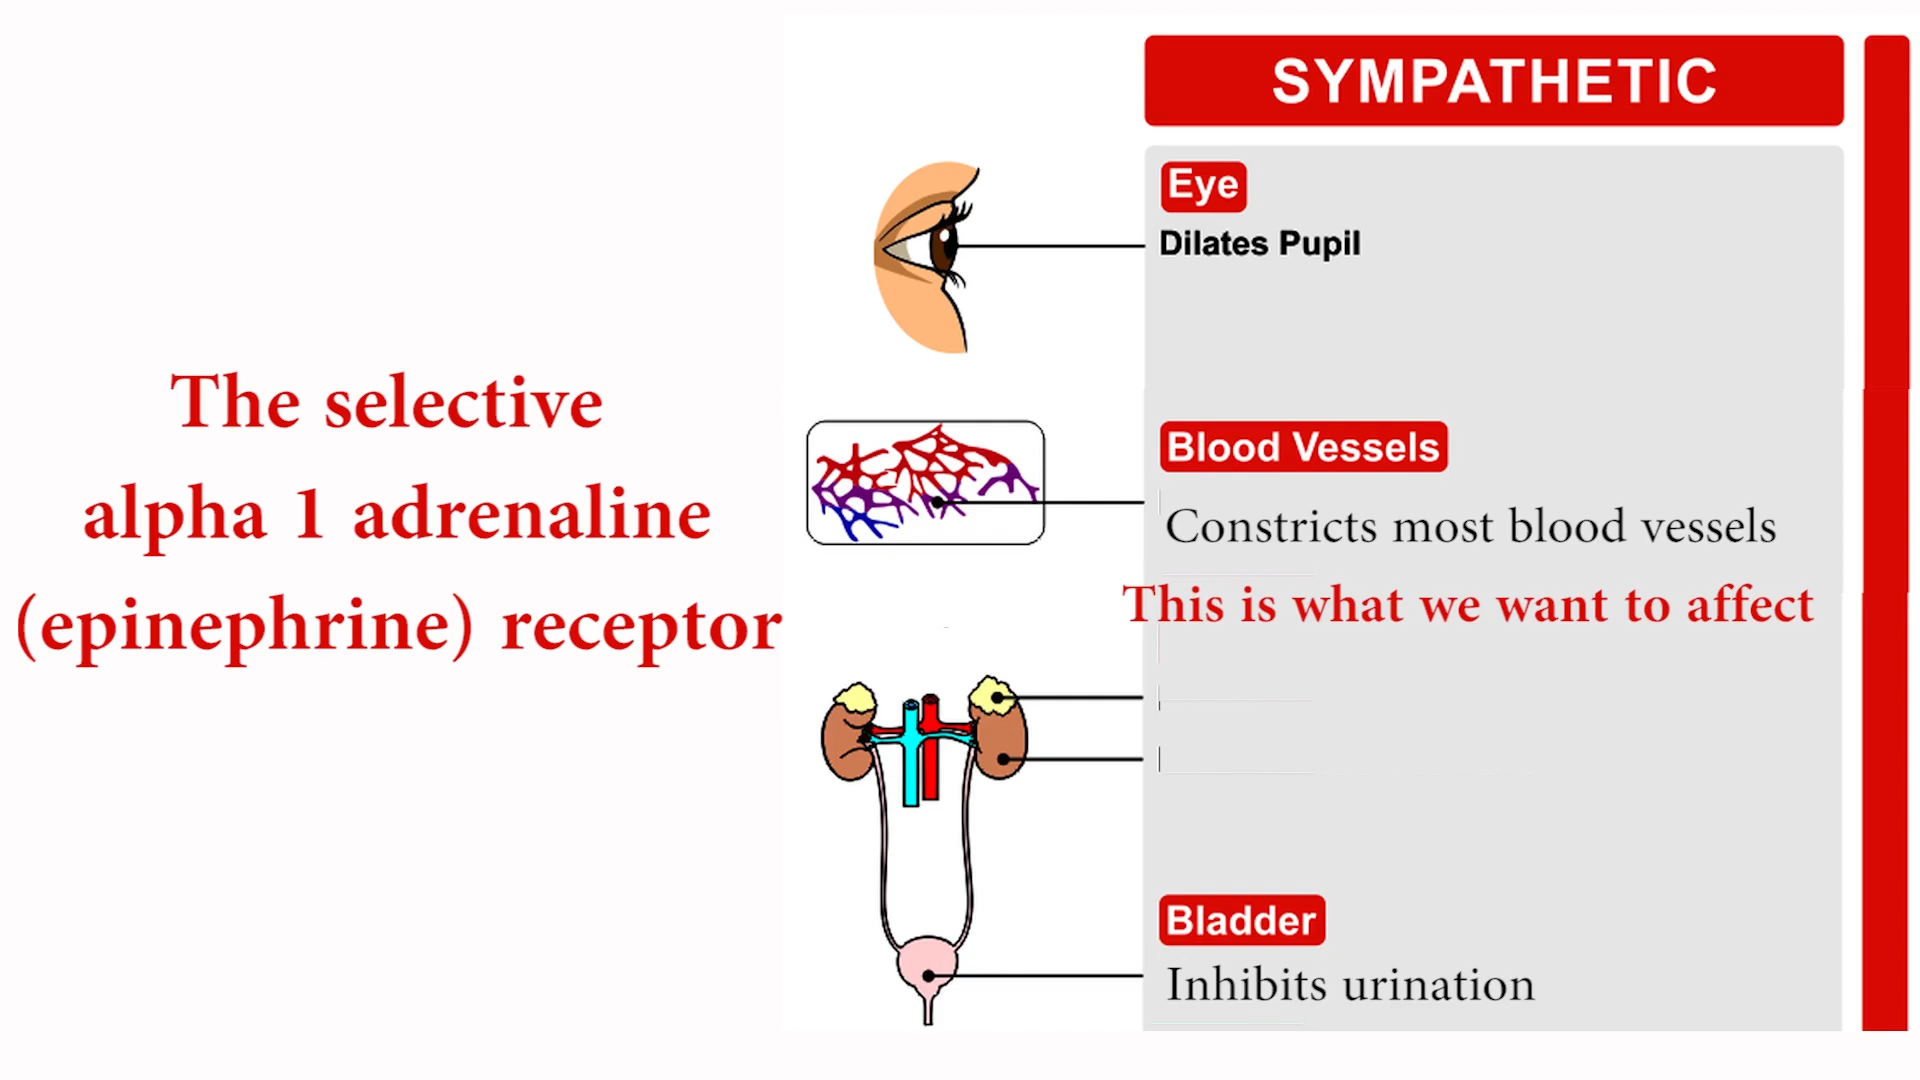 The selective
alpha 1 adrenaline
(epinephrine) receptor
SYMPATHETIC
Eye
Dilates Pupil
Blood Vessels
Constricts most blood vessels
This is what we want to affect
Bladder
Inhibits urination